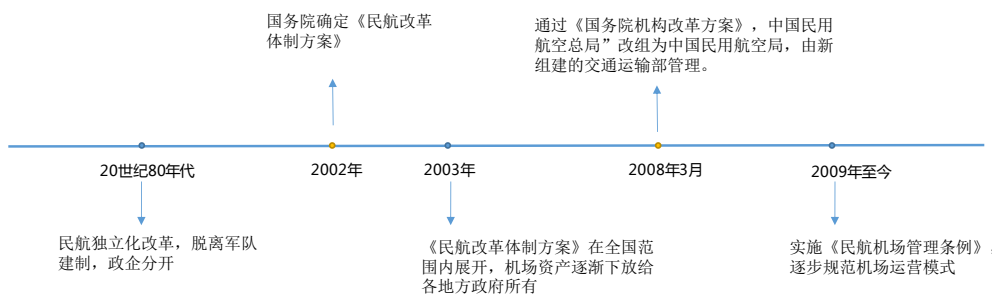 国务院确定《民航改革
体制方案》
通过《国务院机构改革方案》，中国民用
航空总局”改组为中国民用航空局，由新
组建的交通运输部管理。
20世纪80年代
2002年
2003年
2008年3月
2009年至今
民航独立化改革，脱离军队
建制，政企分开
《民航改革体制方案》在全国范
围内展开，机场资产逐渐下放给
各地方政府所有
实施《民航机场管理条例》，
逐步规范机场运营模式